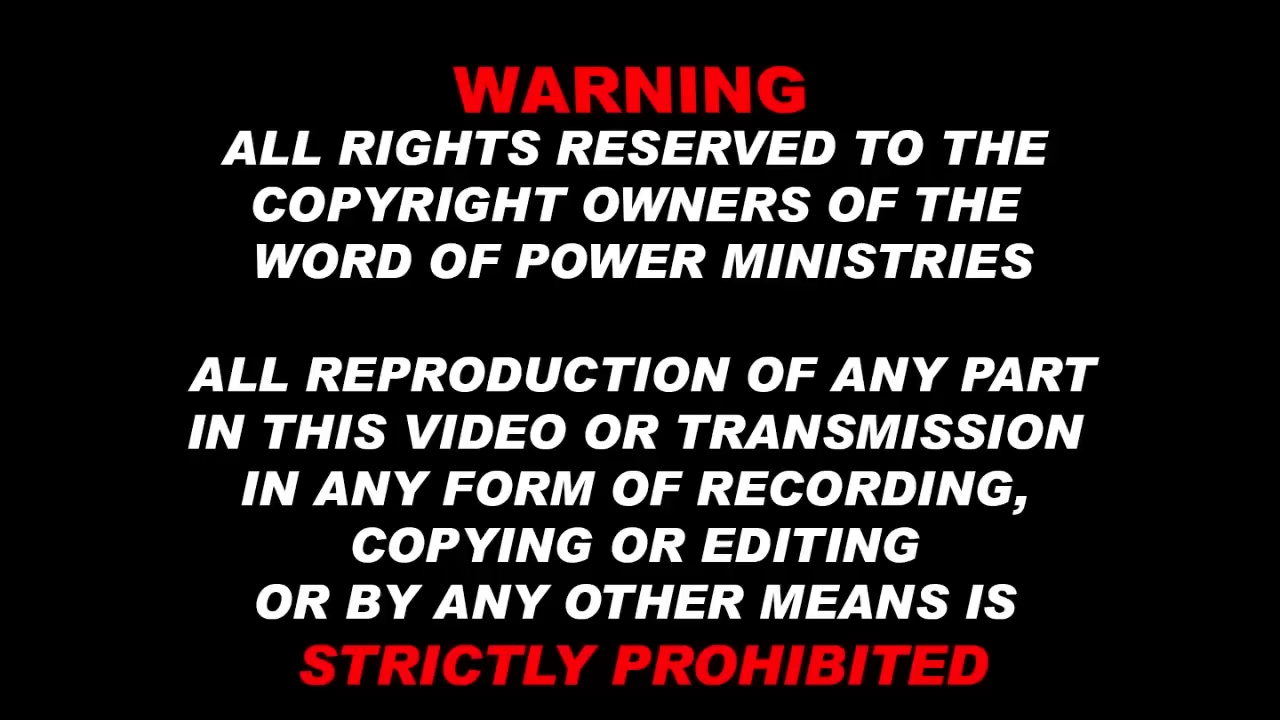 WARNING
ALL RIGHTS RESERVED TO THE
COPYRIGHT OWNERS OF THE
WORD OF POWER MINISTRIES
ALL REPRODUCTION OF ANY PART
IN THIS VIDEO OR TRANSMISSION
IN ANY FORM OF RECORDING,
COPYING OR EDITING
OR BY ANY OTHER MEANS IS
STRICTLY PROHIBITED